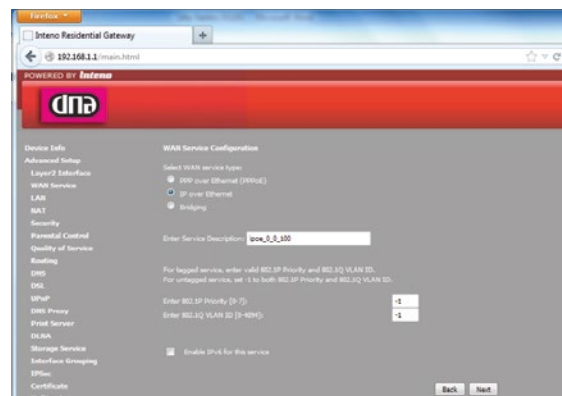 Firefox
Inteno Residential Gateway
192.168.1.1/main.html
POWERED BY Inteno
dna
Device Info
Advanced Setup
Layer2 Interface
WAN Service
LAN
NAT
Security
Parental Control
Quality of Service
Routing
DNS
DSL
UPnP
DNS Proxy
Print Server
DLNA
Storage Service
Interface Grouping
IPSec
Certificate
WAN Service Configuration
Select WAN service type:
PPP over Ethernet (PPPoE)
IP over Ethernet
Bridging
Enter Service Description: ipoe_0_0_100
For tagged service, enter valid 802.1P Priority and 802.1Q VLAN ID.
For untagged service, set -1 to both 802.1P Priority and 802.1Q VLAN ID.
Enter 802.1P Priority [0-7]: -1
Enter 802.1Q VLAN ID [0-4094]: -1
Enable IPv6 for this service
Back Next